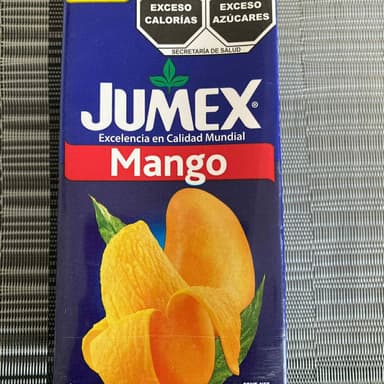 EXCESO
CALORÍAS
EXCESO
AZÚCARES
SECRETARÍA DE SALUD
JUMEX®
Excelencia en Calidad Mundial
Mango